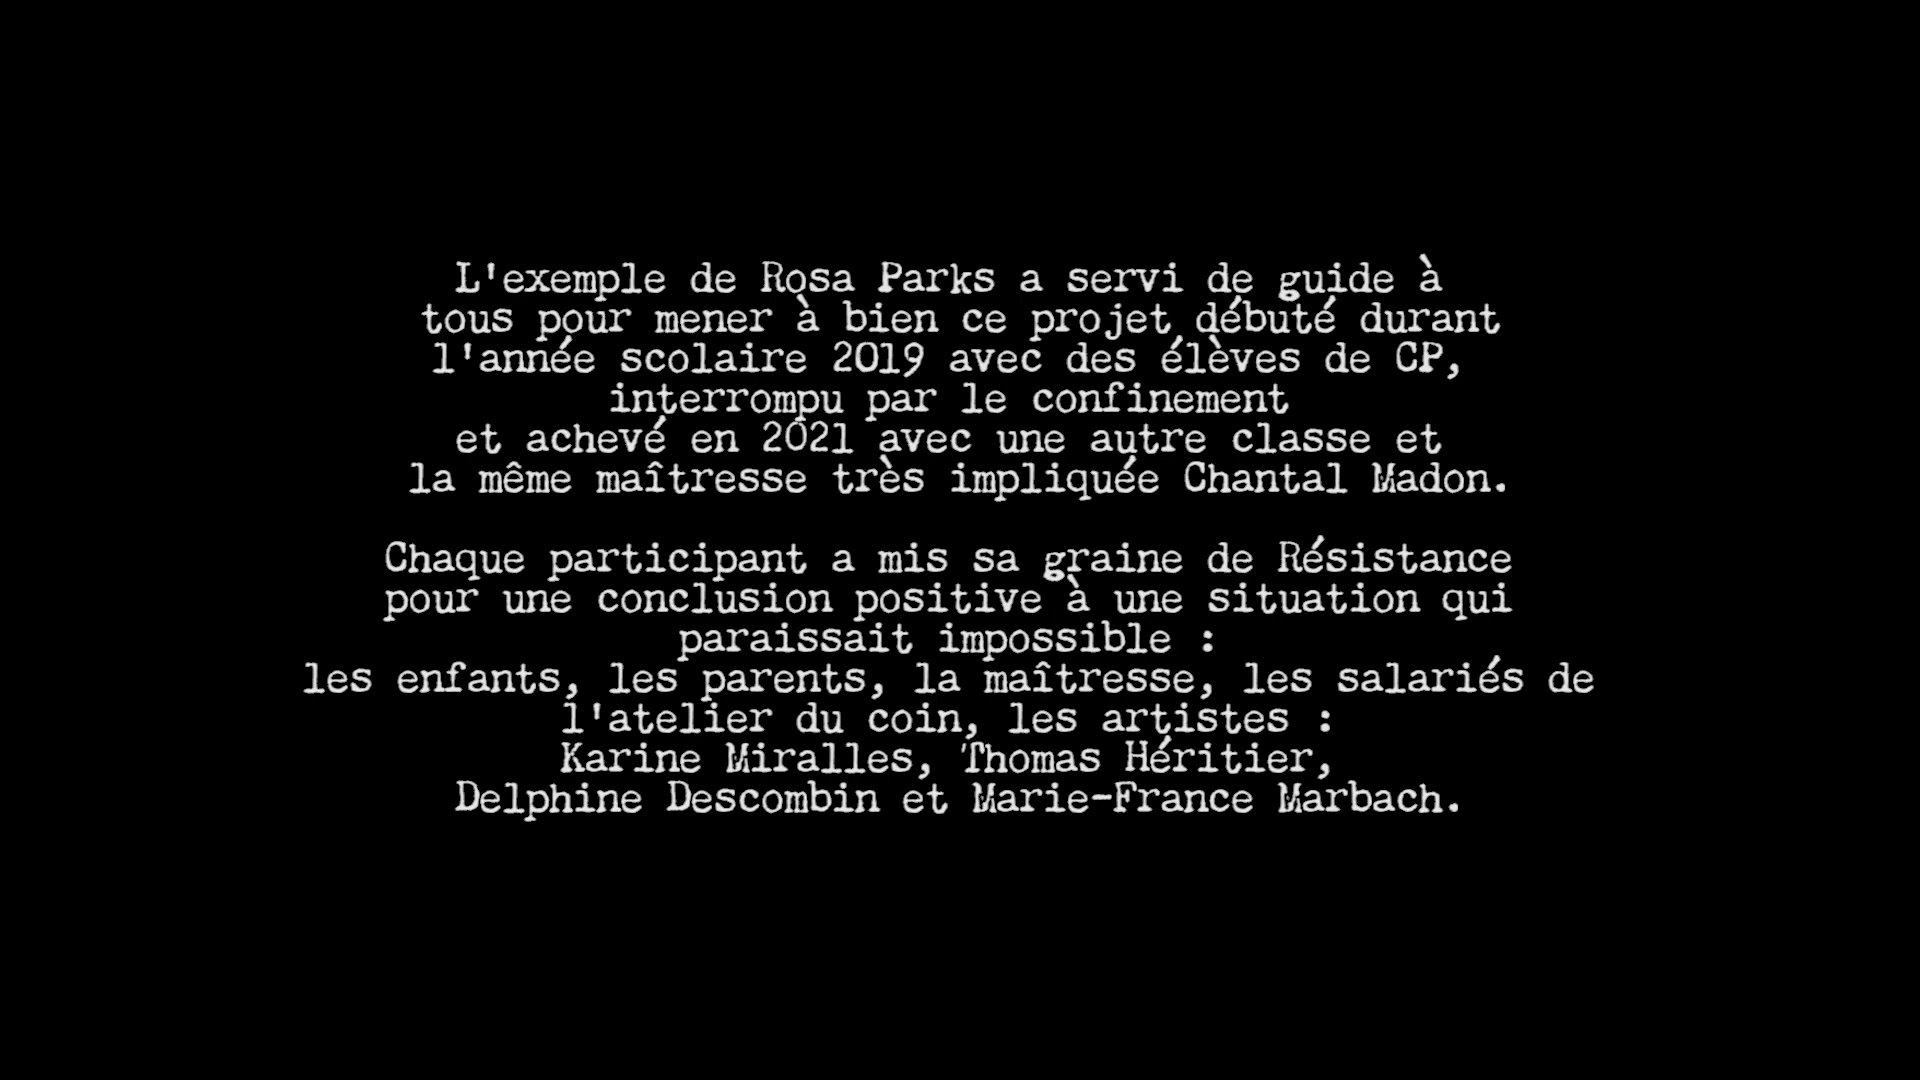 L'exemple de Rosa Parks a servi de guide à
tous pour mener à bien ce projet débuté durant
l'année scolaire 2019 avec des élèves de CP,
interrompu par le confinement
et achevé en 2021 avec une autre classe et
la même maîtresse très impliquée Chantal Madon.
Chaque participant a mis sa graine de Résistance
pour une conclusion positive à une situation qui
paraissait impossible :
les enfants, les parents, la maîtresse, les salariés de
l'atelier du coin, les artistes :
Karine Miralles, Thomas Héritier,
Delphine Descombin et Marie-France Marbach.